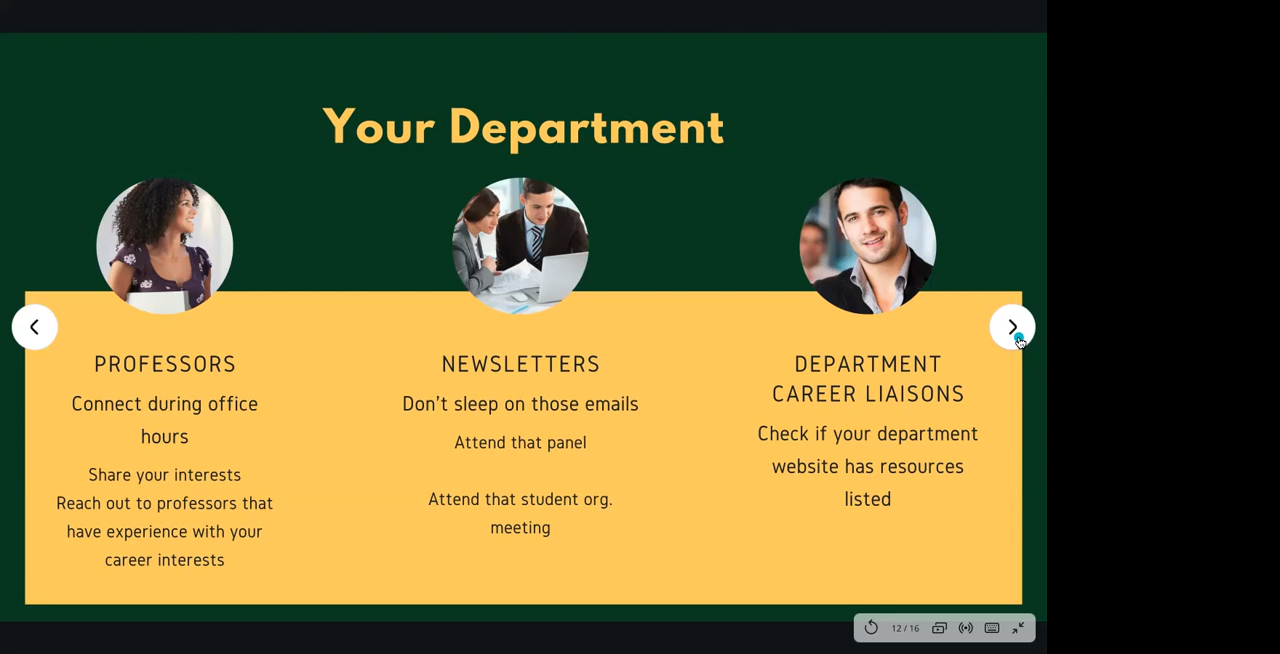 Your Department
PROFESSORS
Connect during office
hours
Share your interests
Reach out to professors that
have experience with your
career interests
NEWSLETTERS
Don't sleep on those emails
Attend that panel
Attend that student org.
meeting
DEPARTMENT
CAREER LIAISONS
Check if your department
website has resources
listed
12 / 16